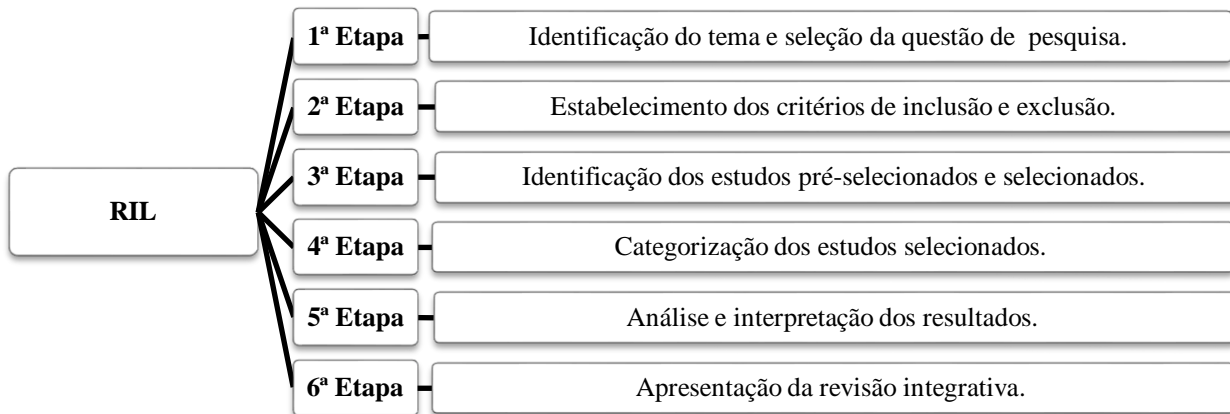 1ª Etapa
Identificação do tema e seleção da questão de pesquisa.
2ª Etapa
Estabelecimento dos critérios de inclusão e exclusão.
3ª Etapa
Identificação dos estudos pré-selecionados e selecionados.
RIL
4ª Etapa
Categorização dos estudos selecionados.
5ª Etapa
Análise e interpretação dos resultados.
6ª Etapa
Apresentação da revisão integrativa.